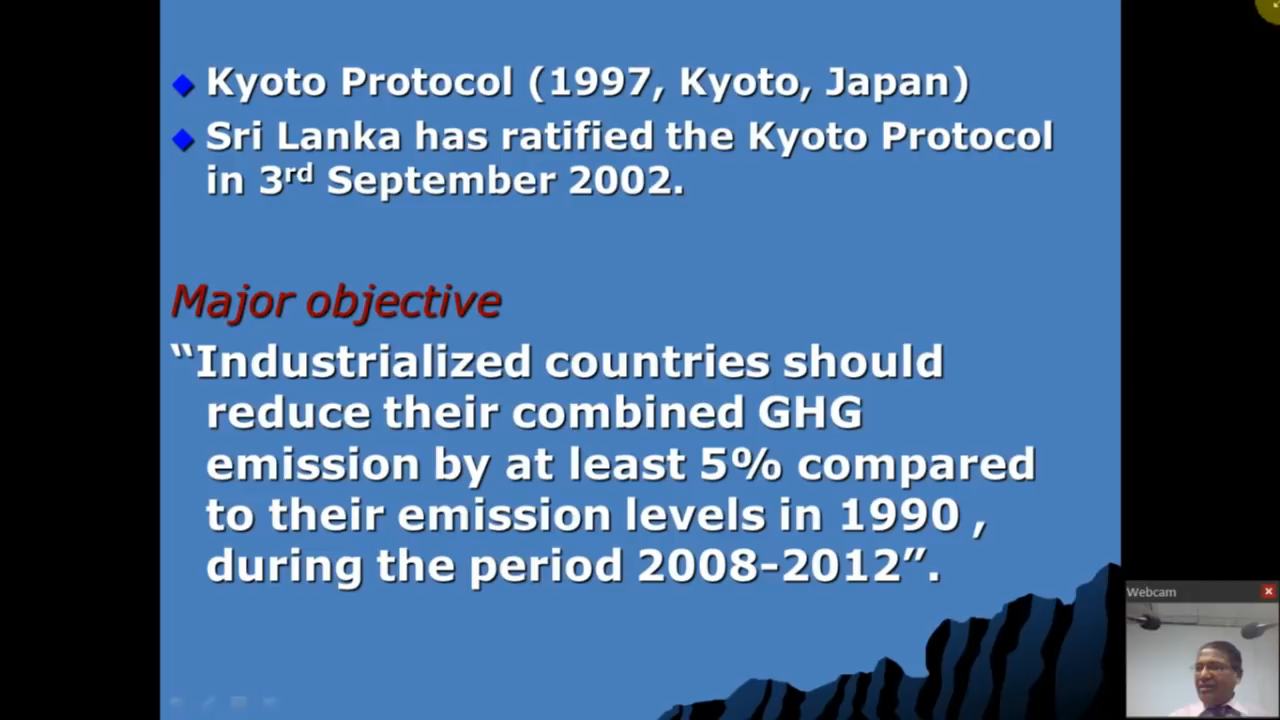 Kyoto Protocol (1997, Kyoto, Japan)
Sri Lanka has ratified the Kyoto Protocol
in 3rd September 2002.
Major objective
“Industrialized countries should
reduce their combined GHG
emission by at least 5% compared
to their emission levels in 1990 ,
during the period 2008-2012”.
Webcam